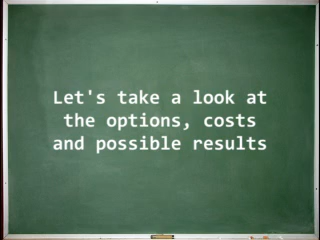 Let's take a look at
the options, costs
and possible results